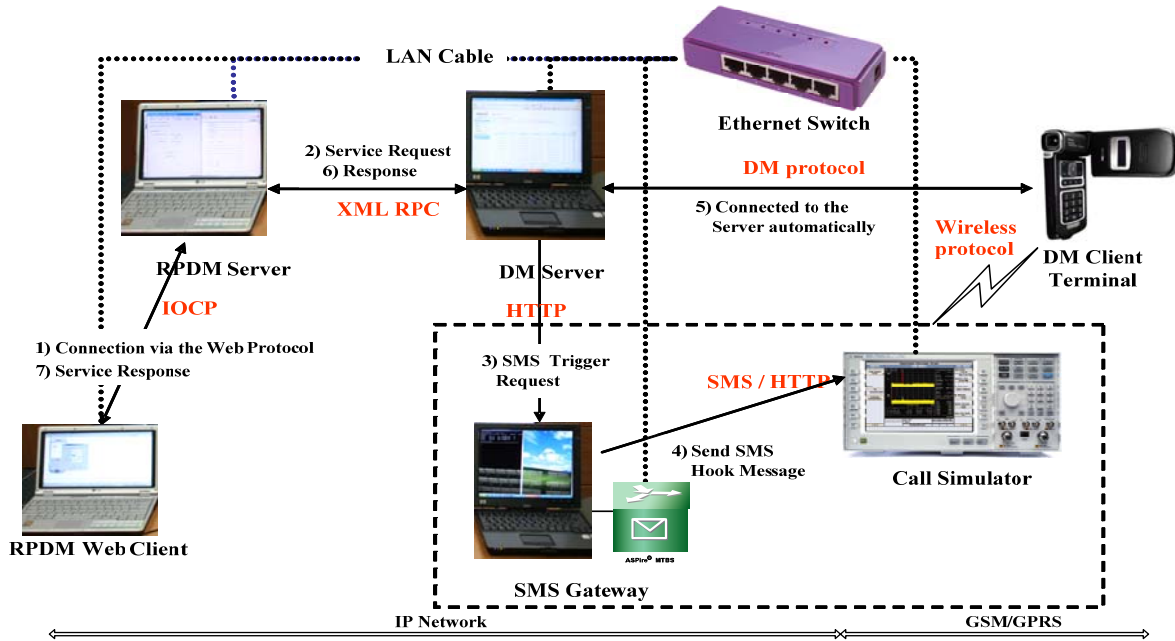 LAN Cable
Ethernet Switch
2) Service Request
6) Response
XML RPC
DM protocol
5) Connected to the
Server automatically
Wireless
protocol
DM Client
Terminal
RPDM Server
DM Server
IOCP
HTTP
1) Connection via the Web Protocol
7) Service Response
3) SMS Trigger
Request
SMS / HTTP
4) Send SMS
Hook Message
Call Simulator
RPDM Web Client
ASPire MTBS
SMS Gateway
IP Network
GSM/GPRS